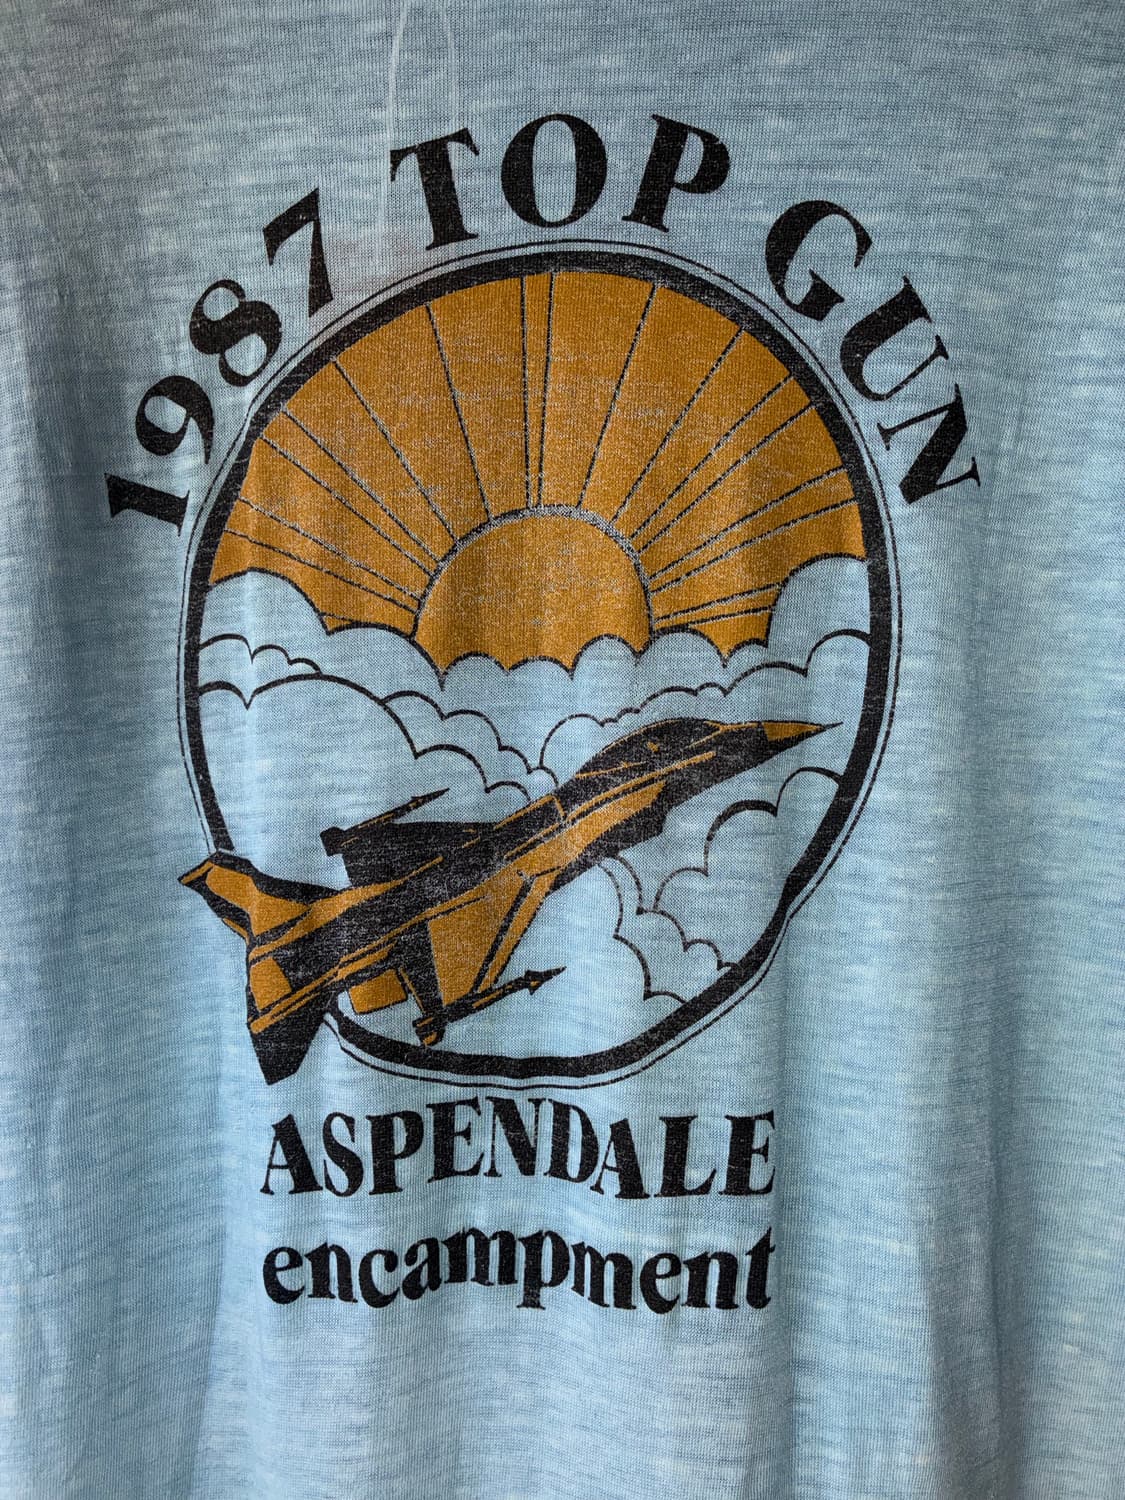 1987 TOP GUN
ASPENDALE
encampment